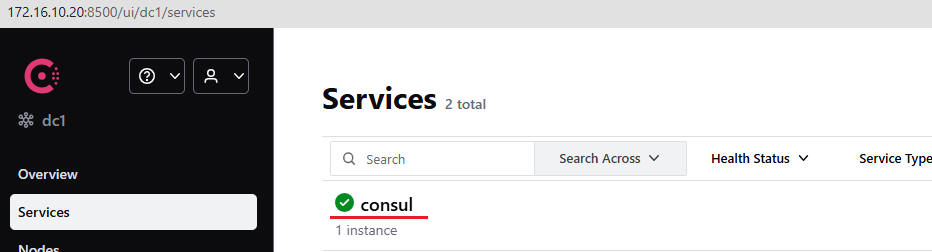 172.16.10.20:8500/ui/dc1/services
dc1
Overview
Services
Nodes
Services 2 total
Search
Search Across
Health Status
Service Type
consul
1 instance